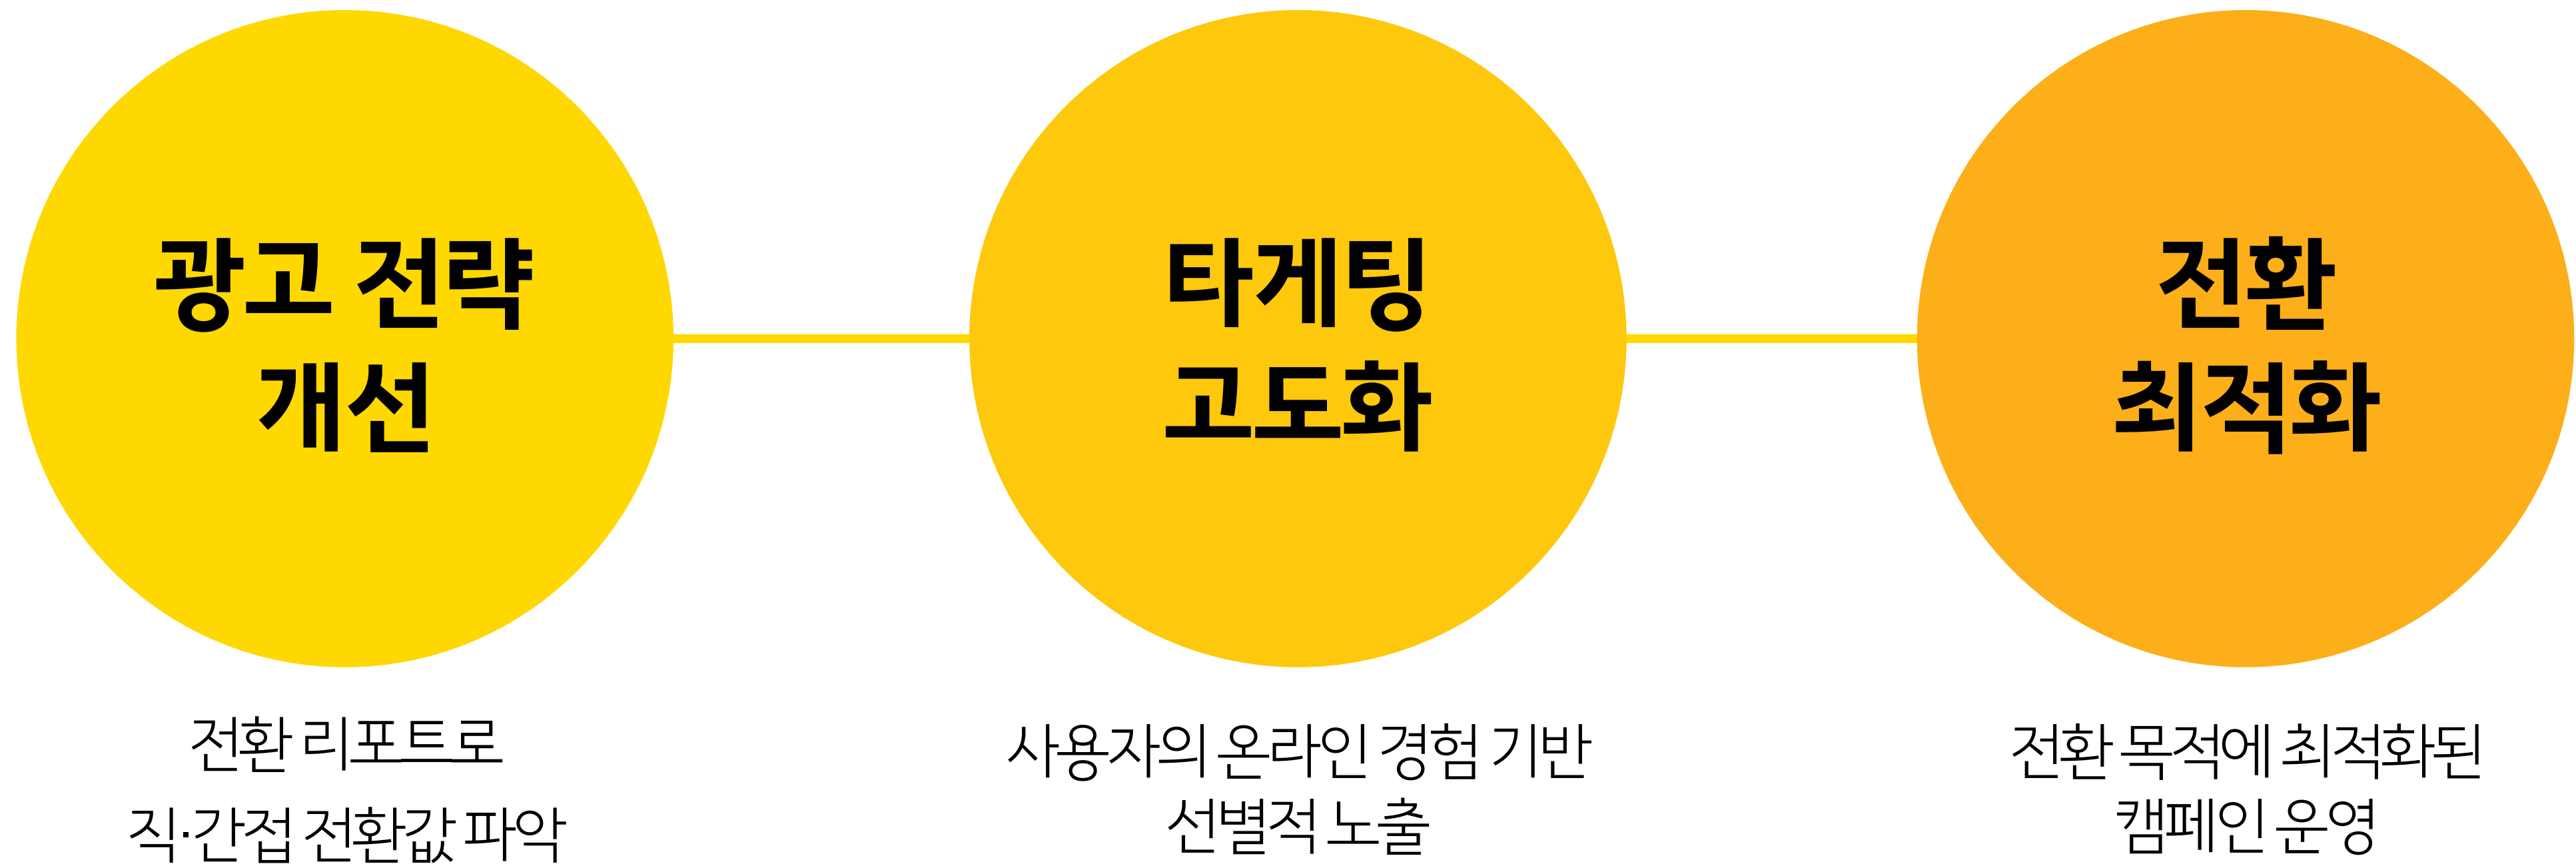 광고 전략
개선
타게팅
고도화
전환
최적화
전환 리포트로
직·간접 전환값 파악
사용자의 온라인 경험 기반
선별적 노출
전환 목적에 최적화된
캠페인 운영